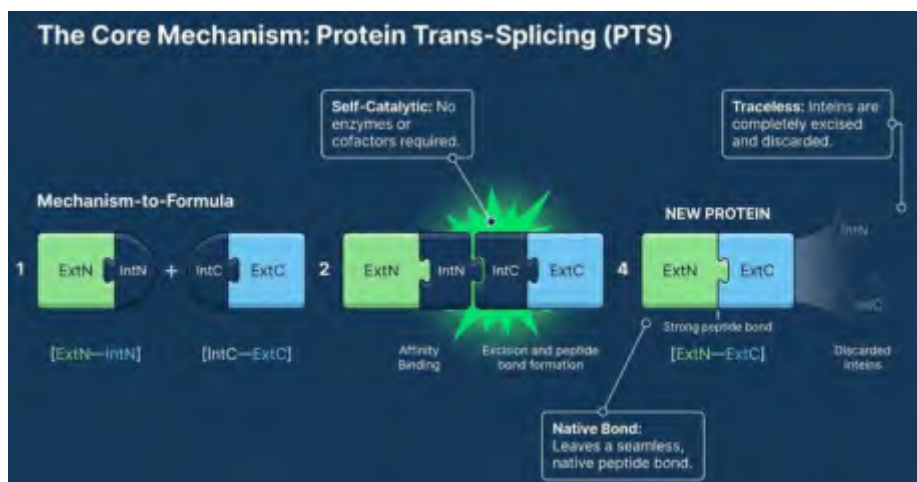 The Core Mechanism: Protein Trans-Splicing (PTS)
Self-Catalytic: No
enzymes or
cofactors required.
Traceless: Inteins are
completely excised
and discarded.
Mechanism-to-Formula
NEW PROTEIN
1 ExtN IntN + IntC ExtC 2 ExtN IntN IntC ExtC 4 ExtN ExtC
IntN
IntC
Strong peptide bond
[ExtN—IntN] [IntC—ExtC]
Affinity
Binding
Excision and peptide
bond formation
[ExtN—ExtC]
Discarded
inteins
Native Bond:
Leaves a seamless,
native peptide bond.